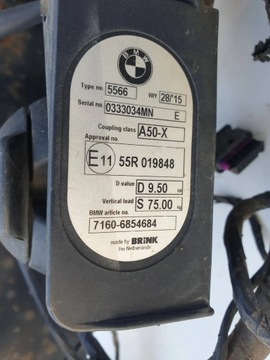 BMW
Type no 5566 WY 28/'15
Serial no. 0333034MN E
Coupling class A50-X
Approval no.
E11 55R 019848
D-value D 9.50 kN
Vertical load S 75.00 kg
BMW article no.
7160-6854684
made by BRINK
the Netherlands